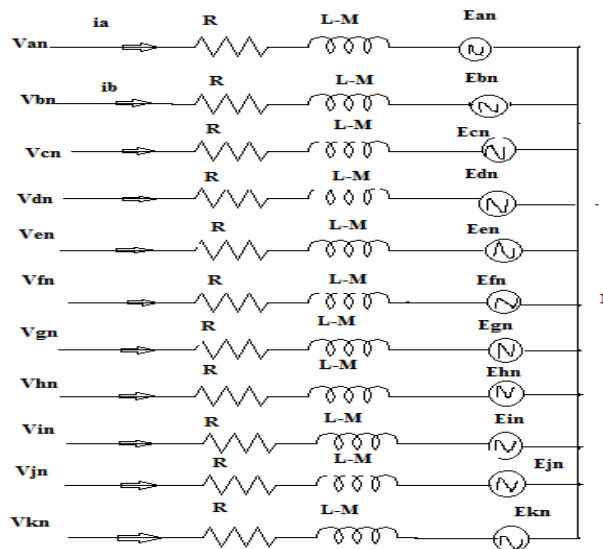 ia R L-M Ean
Van
ib R L-M Ebn
Vbn
R L-M Ecn
Vcn
R L-M Edn
Vdn
R L-M Een
Ven
R L-M Efn
Vfn
R L-M Egn
Vgn
R L-M Ehn
Vhn
R L-M Ein
Vin
R L-M Ejn
Vjn
R L-M Ekn
Vkn